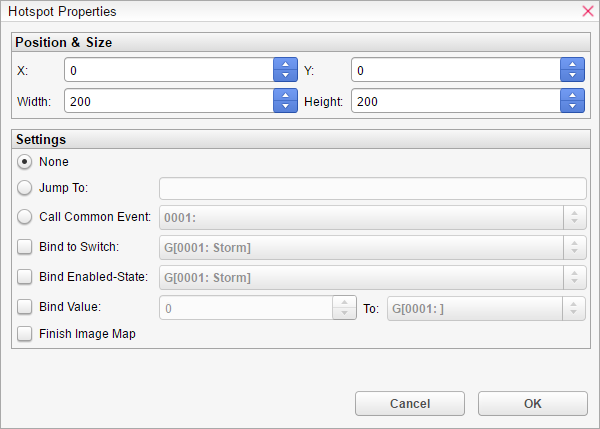 Hotspot Properties
Position & Size
X: 0 Y: 0
Width: 200 Height: 200
Settings
None
Jump To:
Call Common Event: 0001:
Bind to Switch: G[0001: Storm]
Bind Enabled-State: G[0001: Storm]
Bind Value: 0 To: G[0001: ]
Finish Image Map
Cancel OK